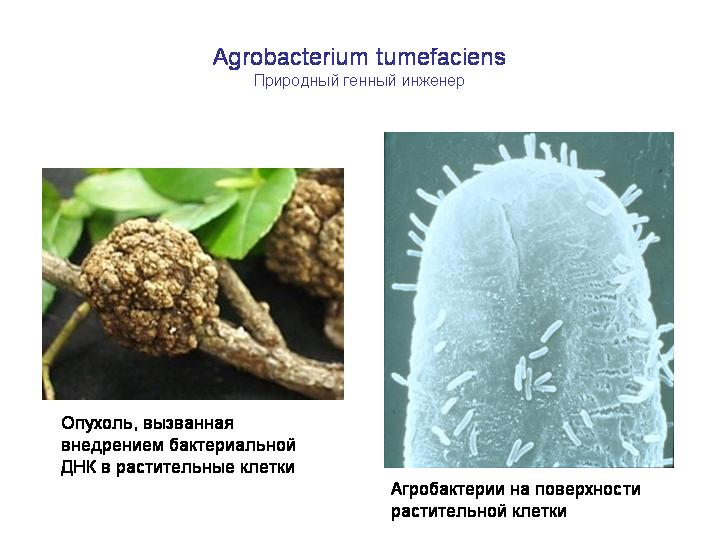 Agrobacterium tumefaciens
Природный генный инженер
Опухоль, вызванная
внедрением бактериальной
ДНК в растительные клетки
Агробактерии на поверхности
растительной клетки